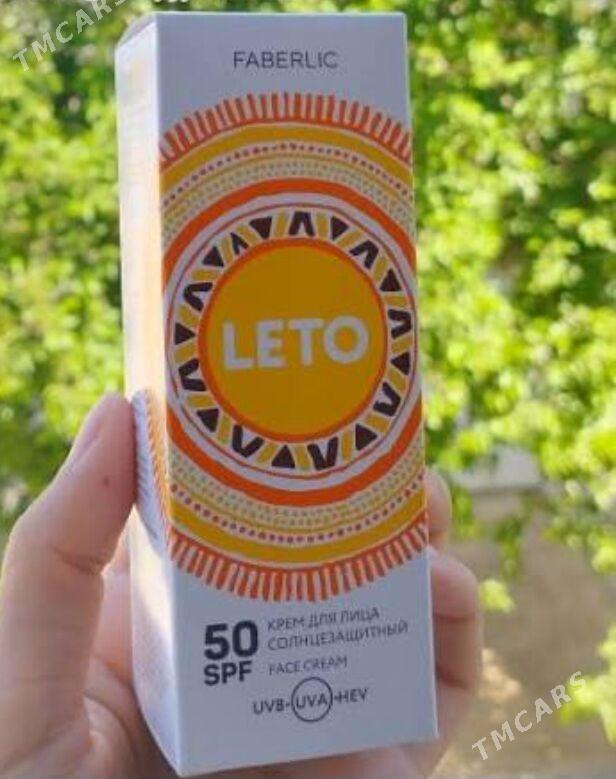 TMCARS
FABERLIC
LETO
50
SPF
КРЕМ ДЛЯ ЛИЦА
СОЛНЦЕЗАЩИТНЫЙ
FACE CREAM
UVB-UVA-HEV
TMCARS